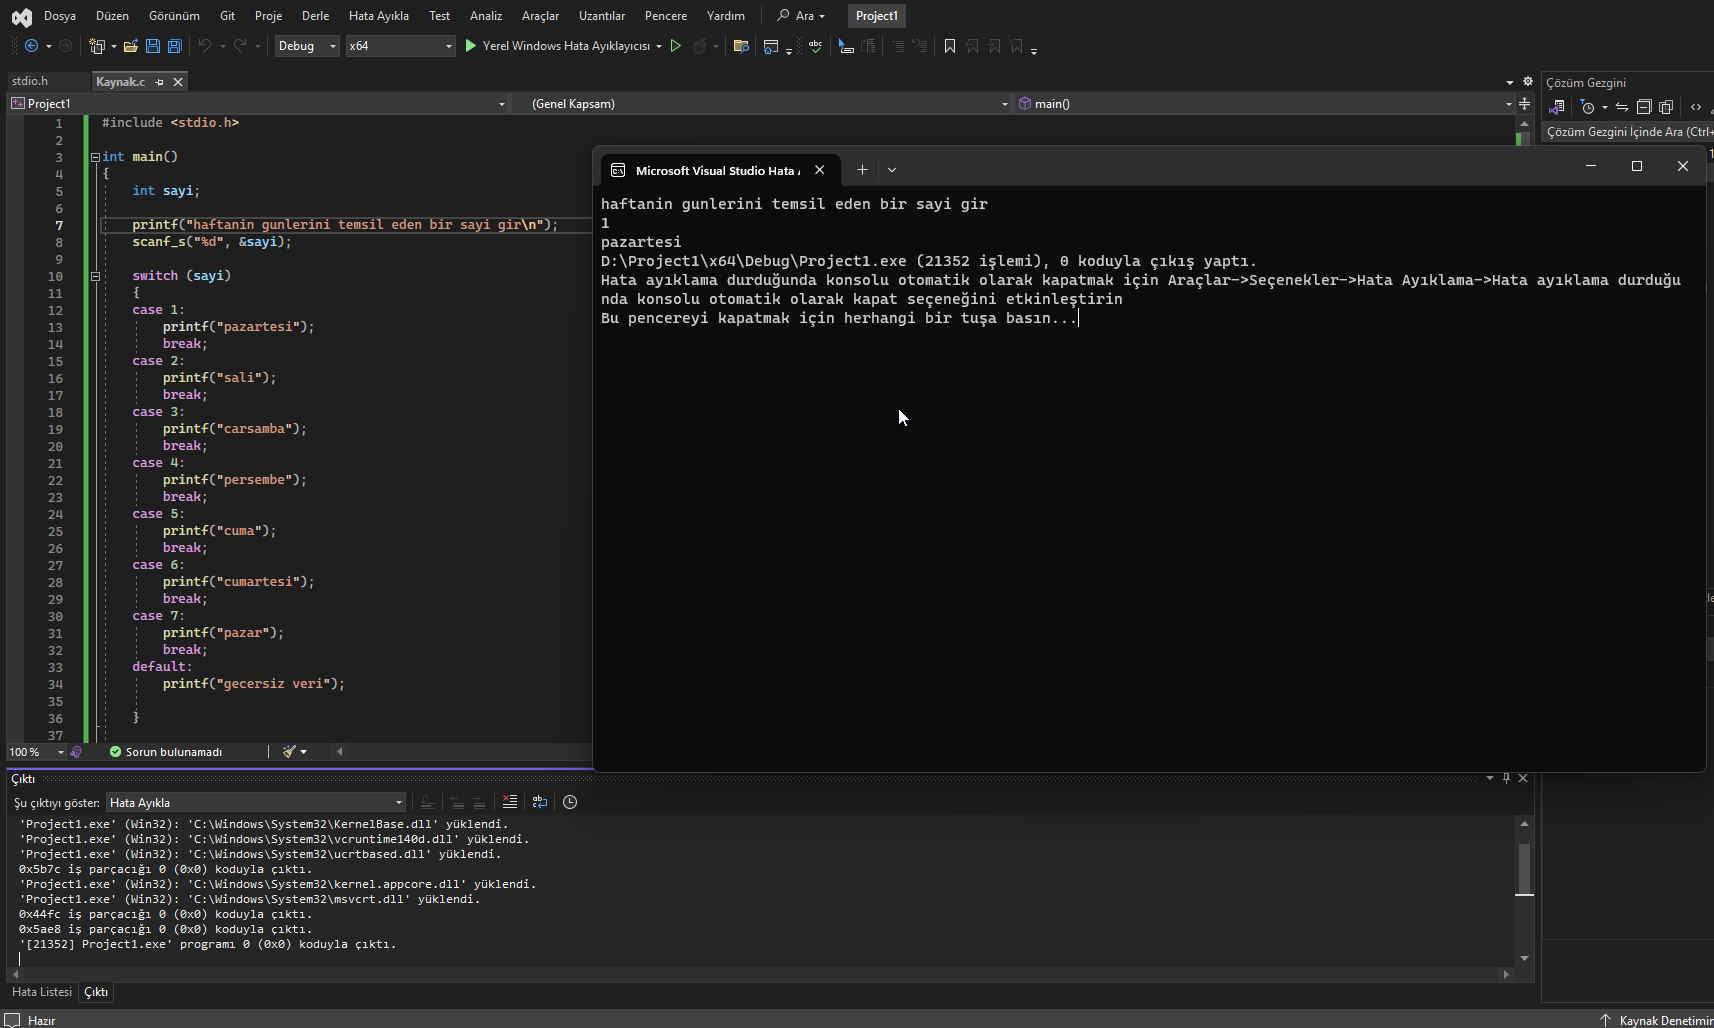 Dosya Düzen Görünüm Git Proje Derle Hata Ayıkla Test Analiz Araçlar Uzantılar Pencere Yardım Ara Project1
Debug x64 Yerel Windows Hata Ayıklayıcısı
stdio.h Kaynak.c
Project1 (Genel Kapsam) main()
1 #include <stdio.h>
2
3 int main()
4 {
5 int sayi;
6
7 printf("haftanin gunlerini temsil eden bir sayi gir\n");
8 scanf_s("%d", &sayi);
9
10 switch (sayi)
11 {
12 case 1:
13 printf("pazartesi");
14 break;
15 case 2:
16 printf("sali");
17 break;
18 case 3:
19 printf("carsamba");
20 break;
21 case 4:
22 printf("persembe");
23 break;
24 case 5:
25 printf("cuma");
26 break;
27 case 6:
28 printf("cumartesi");
29 break;
30 case 7:
31 printf("pazar");
32 break;
33 default:
34 printf("gecersiz veri");
35
36 }
37
100 % Sorun bulunamadı
Microsoft Visual Studio Hata
haftanin gunlerini temsil eden bir sayi gir
1
pazartesi
D:\Project1\x64\Debug\Project1.exe (21352 işlemi), 0 koduyla çıkış yaptı.
Hata ayıklama durduğunda konsolu otomatik olarak kapatmak için Araçlar->Seçenekler->Hata Ayıklama->Hata ayıklama durduğu
nda konsolu otomatik olarak kapat seçeneğini etkinleştirin
Bu pencereyi kapatmak için herhangi bir tuşa basın...
Çözüm Gezgini
Çözüm Gezgini İçinde Ara (Ctrl+
Çıktı
Şu çıktıyı göster: Hata Ayıkla
'Project1.exe' (Win32): 'C:\Windows\System32\KernelBase.dll' yüklendi.
'Project1.exe' (Win32): 'C:\Windows\System32\vcruntime140d.dll' yüklendi.
'Project1.exe' (Win32): 'C:\Windows\System32\ucrtbased.dll' yüklendi.
0x5b7c iş parçacığı 0 (0x0) koduyla çıktı.
'Project1.exe' (Win32): 'C:\Windows\System32\kernel.appcore.dll' yüklendi.
'Project1.exe' (Win32): 'C:\Windows\System32\msvcrt.dll' yüklendi.
0x44fc iş parçacığı 0 (0x0) koduyla çıktı.
0x5ae8 iş parçacığı 0 (0x0) koduyla çıktı.
'[21352] Project1.exe' programı 0 (0x0) koduyla çıktı.
Hata Listesi Çıktı
Hazır Kaynak Denetimin